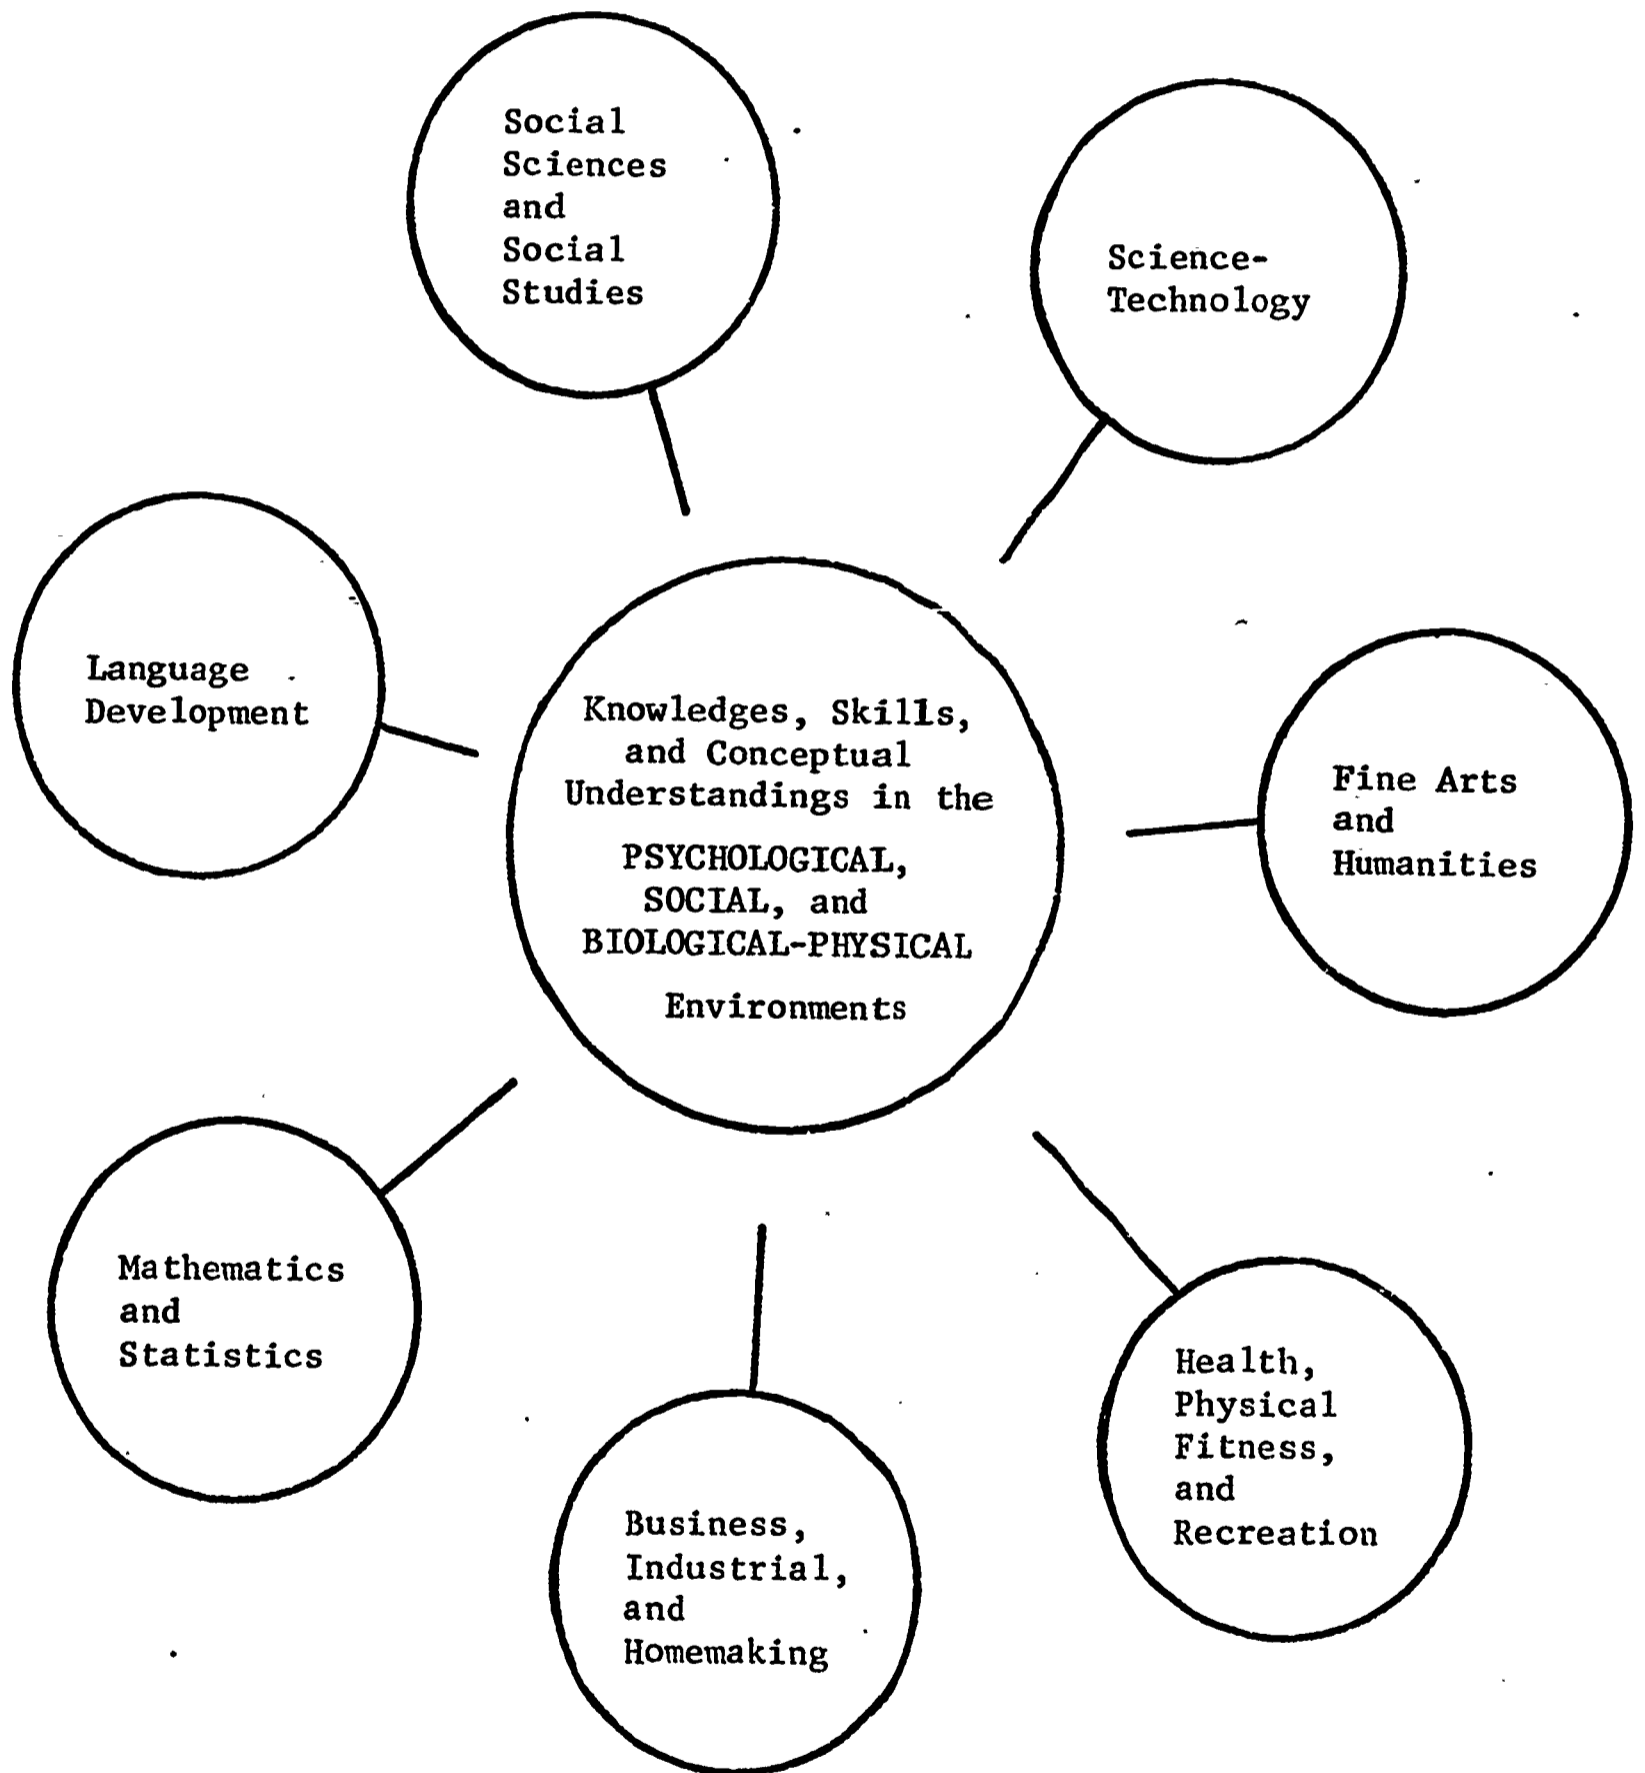 Social
Sciences
and
Social
Studies
Science-
Technology
Language
Development
Knowledges, Skills,
and Conceptual
Understandings in the
PSYCHOLOGICAL,
SOCIAL, and
BIOLOGICAL-PHYSICAL
Environments
Fine Arts
and
Humanities
Mathematics
and
Statistics
Business,
Industrial,
and
Homemaking
Health,
Physical
Fitness,
and
Recreation